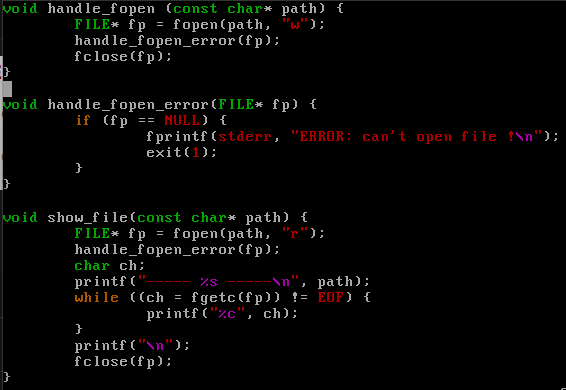 void handle_fopen (const char* path) {
        FILE* fp = fopen(path, "w");
        handle_fopen_error(fp);
        fclose(fp);
}

void handle_fopen_error(FILE* fp) {
        if (fp == NULL) {
                fprintf(stderr, "ERROR: can't open file !\n");
                exit(1);
        }
}

void show_file(const char* path) {
        FILE* fp = fopen(path, "r");
        handle_fopen_error(fp);
        char ch;
        printf("----- %s -----\n", path);
        while ((ch = fgetc(fp)) != EOF) {
                printf("%c", ch);
        }
        printf("\n");
        fclose(fp);
}